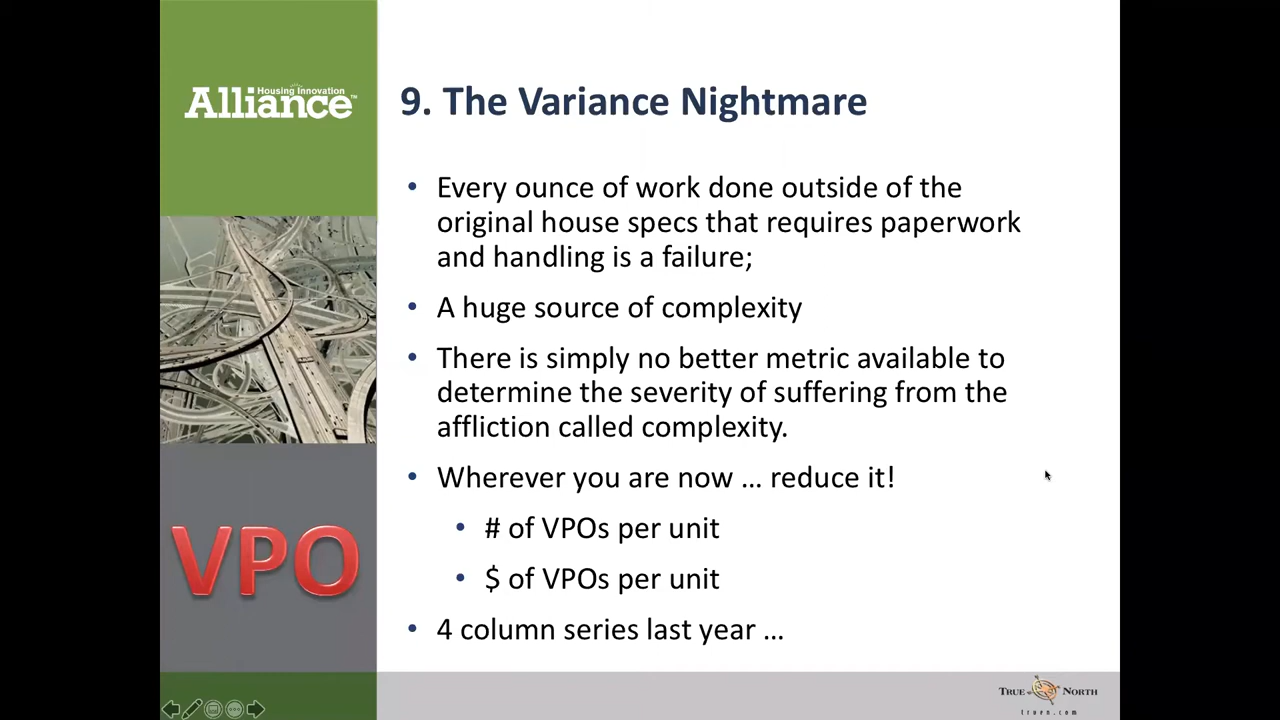 Housing Innovation
Alliance™
9. The Variance Nightmare
• Every ounce of work done outside of the
original house specs that requires paperwork
and handling is a failure;
• A huge source of complexity
• There is simply no better metric available to
determine the severity of suffering from the
affliction called complexity.
• Wherever you are now … reduce it!
• # of VPOs per unit
• $ of VPOs per unit
• 4 column series last year …
VPO
TRUE NORTH
truen.com